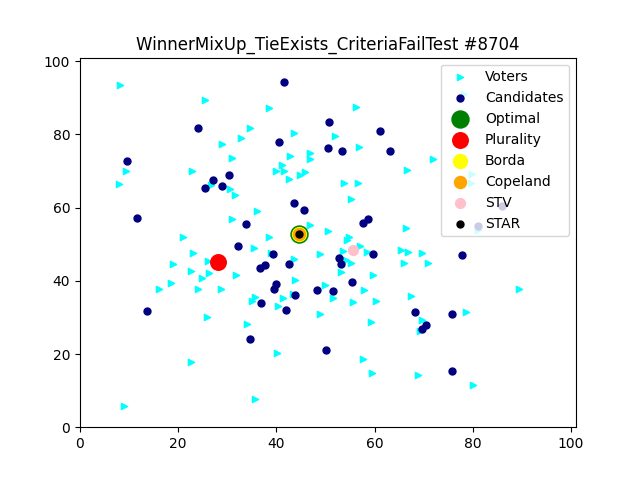 WinnerMixUp_TieExists_CriteriaFailTest #8704
100
80
60
40
20
0
0 20 40 60 80 100
Voters
Candidates
Optimal
Plurality
Borda
Copeland
STV
STAR